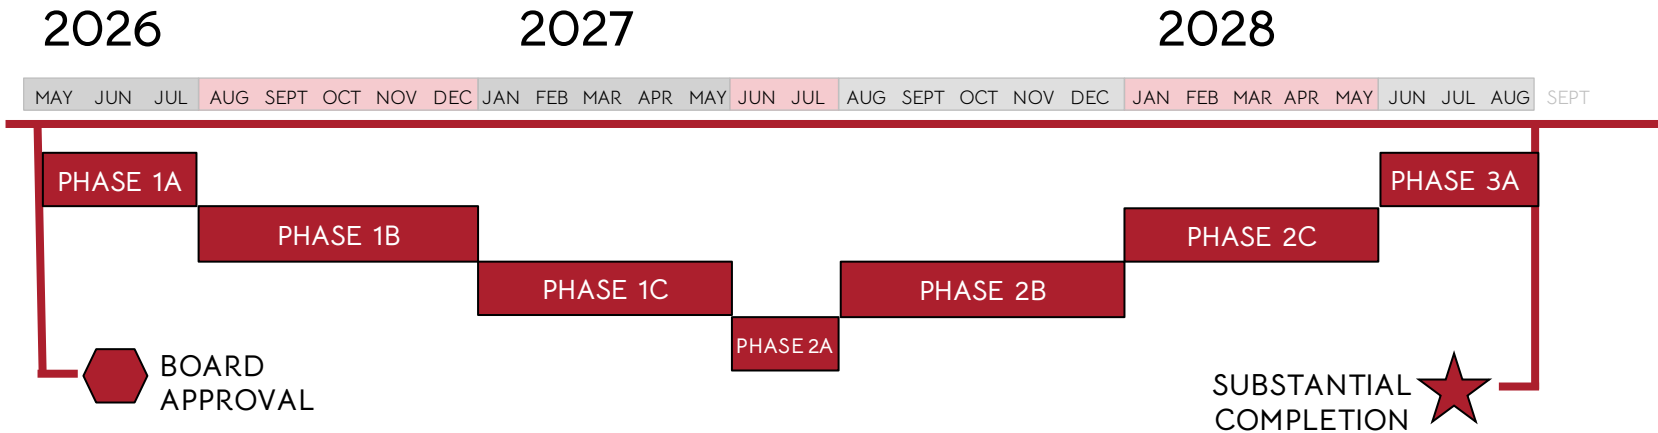 2026 2027 2028
MAY JUN JUL AUG SEPT OCT NOV DEC JAN FEB MAR APR MAY JUN JUL AUG SEPT OCT NOV DEC JAN FEB MAR APR MAY JUN JUL AUG SEPT
PHASE 1A
PHASE 3A
PHASE 1B
PHASE 2C
PHASE 1C
PHASE 2B
PHASE 2A
BOARD
APPROVAL
SUBSTANTIAL
COMPLETION